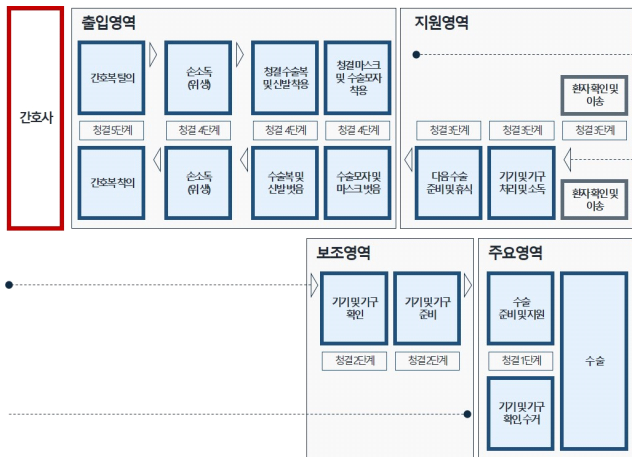 출입영역
지원영역
간호사
간호복 탈의
손소독
(위생)
청결 수술복
및 신발 착용
청결 마스크
및 수술모자
착용
환자 확인 및
이송
청결 5단계
청결 4단계
청결 4단계
청결 4단계
청결 3단계
청결 3단계
청결 3단계
간호복 착의
손소독
(위생)
수술복 및
신발 벗음
수술모자 및
마스크 벗음
다음 수술
준비 및 휴식
기기 및 기구
처리 및 소독
환자 확인 및
이송
보조영역
주요영역
기기 및 기구
확인
기기 및 기구
준비
수술
준비 및 지원
수술
청결 2단계
청결 2단계
청결 1단계
기기 및 기구
확인, 수거